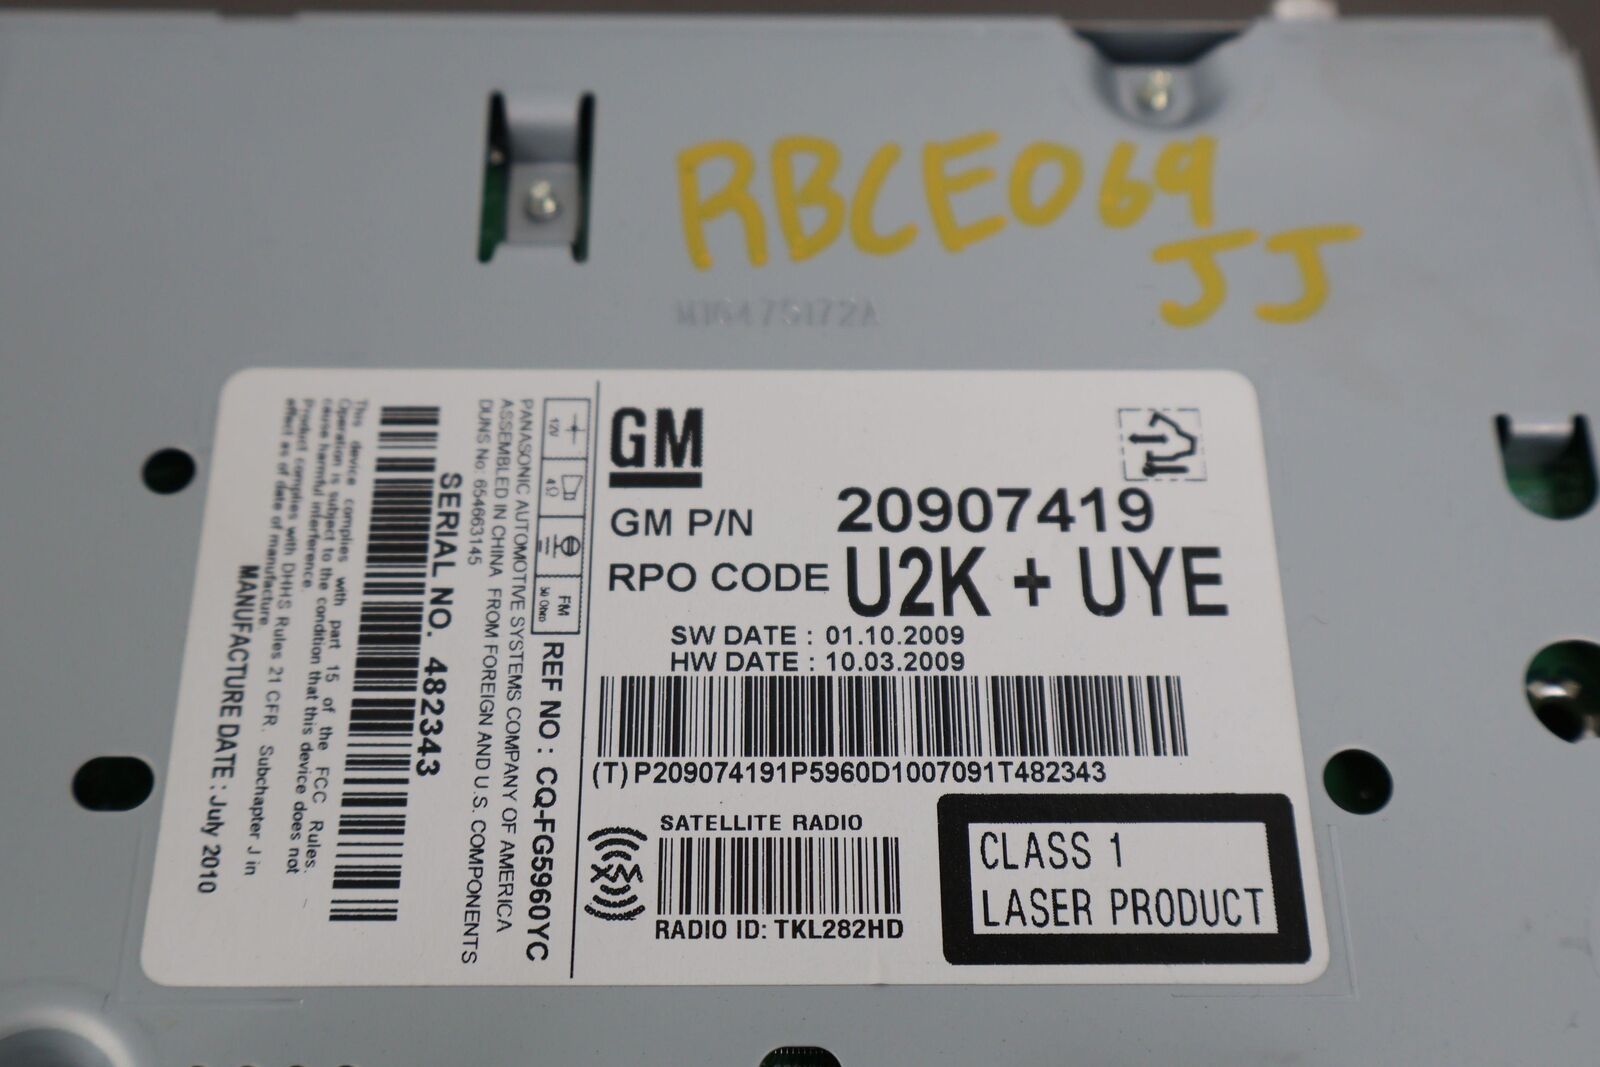 RBCE069
JJ
GM
GM P/N 20907419
RPO CODE U2K + UYE
SW DATE : 01.10.2009
HW DATE : 10.03.2009
(T)P209074191P5960D1007091T482343
SATELLITE RADIO
RADIO ID: TKL282HD
CLASS 1
LASER PRODUCT
12V
4Ω
FM
50 Ohm
REF NO : CQ-FG5960YC
PANASONIC AUTOMOTIVE SYSTEMS COMPANY OF AMERICA
ASSEMBLED IN CHINA FROM FOREIGN AND U.S. COMPONENTS
DUNS No: 654663145
SERIAL NO. 482343
This device complies with part 15 of the FCC Rules.
Operation is subject to the condition that this device does not
cause harmful interference.
Product complies with DHHS Rules 21 CFR. Subchapter J in
effect as of date of manufacture.
MANUFACTURE DATE : July 2010